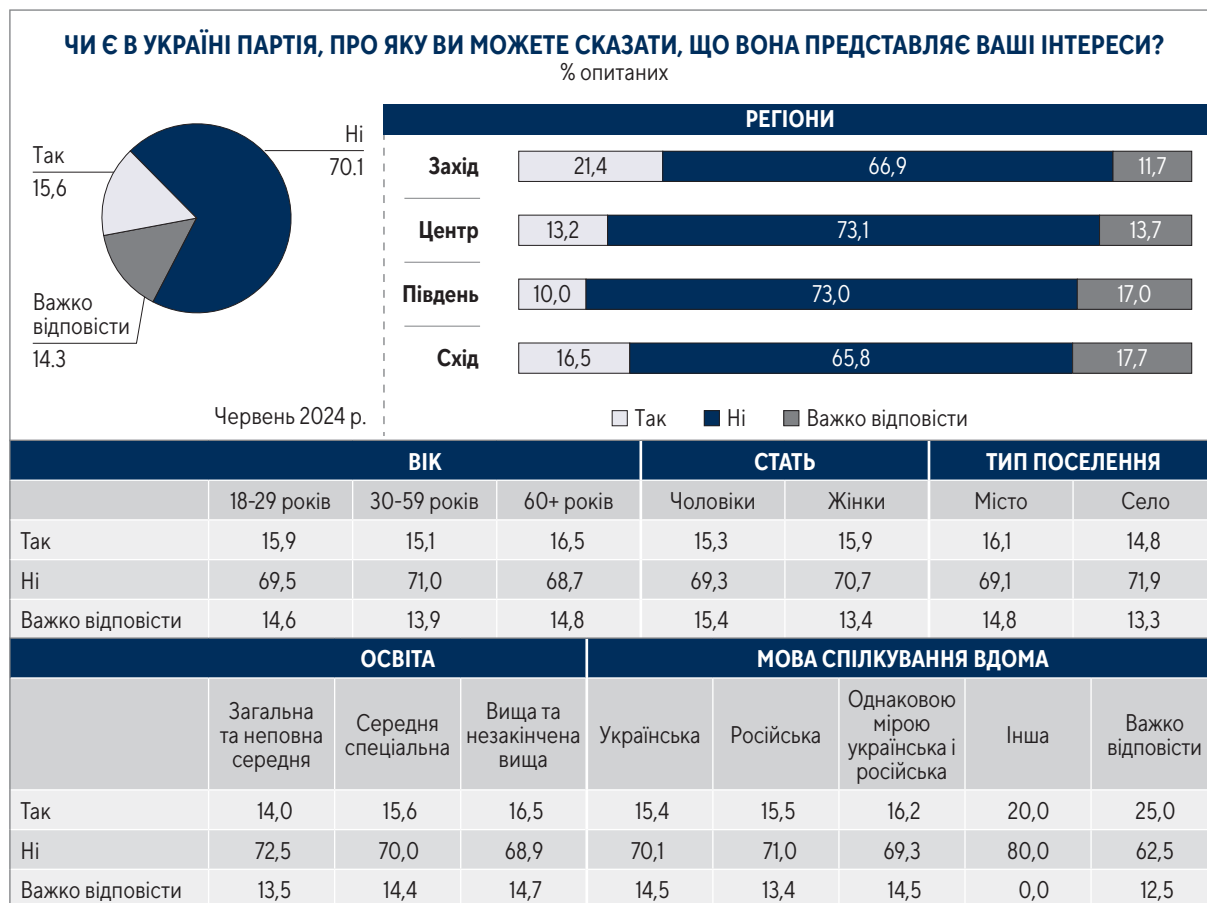 ЧИ Є В УКРАЇНІ ПАРТІЯ, ПРО ЯКУ ВИ МОЖЕТЕ СКАЗАТИ, ЩО ВОНА ПРЕДСТАВЛЯЄ ВАШІ ІНТЕРЕСИ?
% опитаних
Так
15,6
Ні
70.1
Важко
відповісти
14.3
Червень 2024 р.
РЕГІОНИ
Захід 21,4 66,9 11,7
Центр 13,2 73,1 13,7
Південь 10,0 73,0 17,0
Схід 16,5 65,8 17,7
Так Ні Важко відповісти
ВІК СТАТЬ ТИП ПОСЕЛЕННЯ
18-29 років 30-59 років 60+ років Чоловіки Жінки Місто Село
Так 15,9 15,1 16,5 15,3 15,9 16,1 14,8
Ні 69,5 71,0 68,7 69,3 70,7 69,1 71,9
Важко відповісти 14,6 13,9 14,8 15,4 13,4 14,8 13,3
ОСВІТА МОВА СПІЛКУВАННЯ ВДОМА
Загальна
та неповна
середня
Середня
спеціальна
Вища та
незакінчена
вища
Українська
Російська
Однаковою
мірою
українська і
російська
Інша
Важко
відповісти
Так 14,0 15,6 16,5 15,4 15,5 16,2 20,0 25,0
Ні 72,5 70,0 68,9 70,1 71,0 69,3 80,0 62,5
Важко відповісти 13,5 14,4 14,7 14,5 13,4 14,5 0,0 12,5